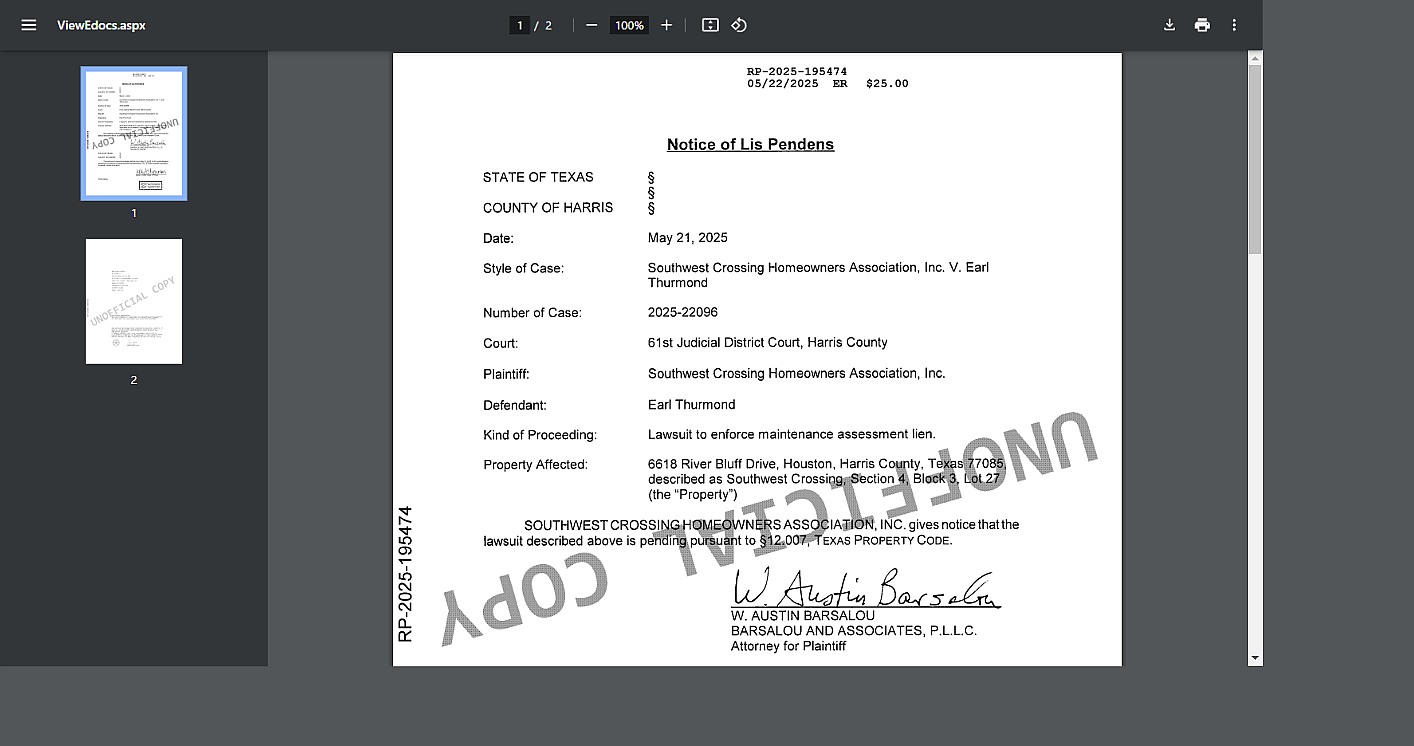 ViewEdocs.aspx
1 / 2
100%
1
2
RP-2025-195474
05/22/2025 ER $25.00
Notice of Lis Pendens
STATE OF TEXAS §
§
COUNTY OF HARRIS §
Date: May 21, 2025
Style of Case: Southwest Crossing Homeowners Association, Inc. V. Earl
Thurmond
Number of Case: 2025-22096
Court: 61st Judicial District Court, Harris County
Plaintiff: Southwest Crossing Homeowners Association, Inc.
Defendant: Earl Thurmond
Kind of Proceeding: Lawsuit to enforce maintenance assessment lien.
Property Affected: 6618 River Bluff Drive, Houston, Harris County, Texas 77085,
described as Southwest Crossing, Section 4, Block 3, Lot 27
(the “Property”)
SOUTHWEST CROSSING HOMEOWNERS ASSOCIATION, INC. gives notice that the
lawsuit described above is pending pursuant to §12.007, TEXAS PROPERTY CODE.
W. Austin Barsalou
W. AUSTIN BARSALOU
BARSALOU AND ASSOCIATES, P.L.L.C.
Attorney for Plaintiff
RP-2025-195474
UNOFFICIAL COPY
UNOFFICIAL COPY
UNOFFICIAL COPY